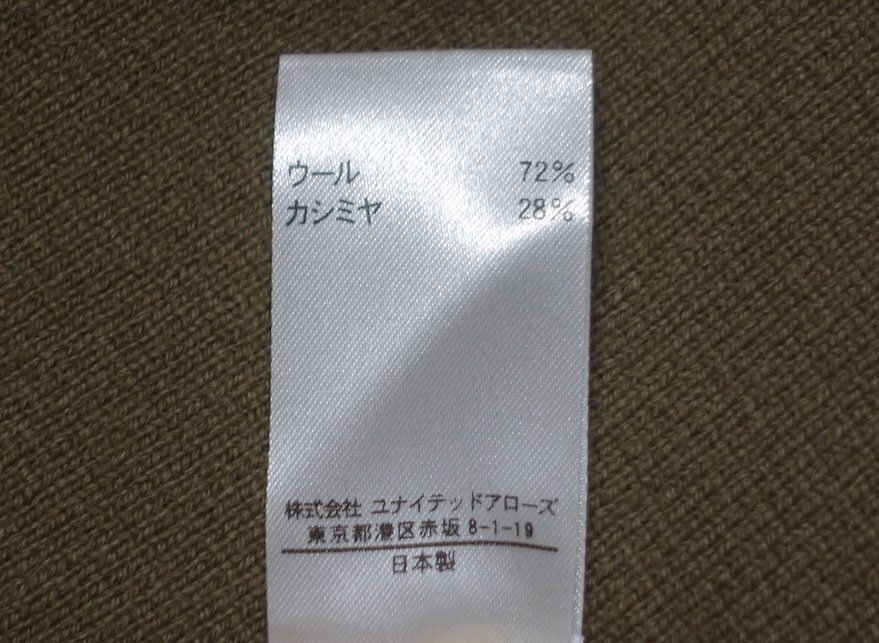 ウール 72%
カシミヤ 28%
株式会社 ユナイテッドアローズ
東京都港区赤坂 8-1-19
日本製